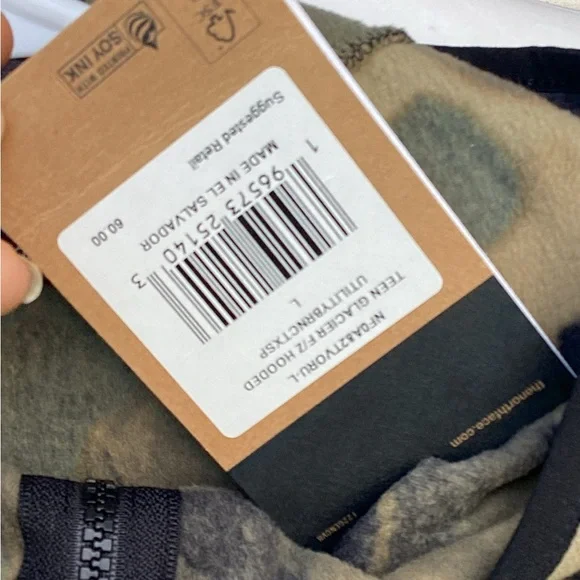 NF0A82TVORU-L
TEEN GLACIER F/Z HOODED
UTILITYBRNCTXSP
L
1 96573 25140 3
MADE IN EL SALVADOR
Suggested Retail
60.00
PRINTED WITH
SOY INK
thenorthface.com